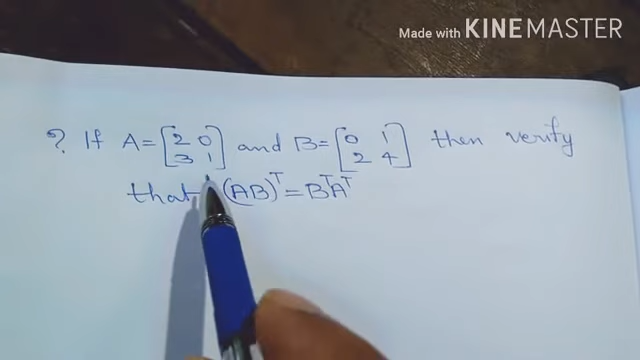 Made with KINEMASTER
? If A = [2 0 and B = [0 1 then verify
3 1] 2 4]
that (AB)ᵀ = BᵀAᵀ